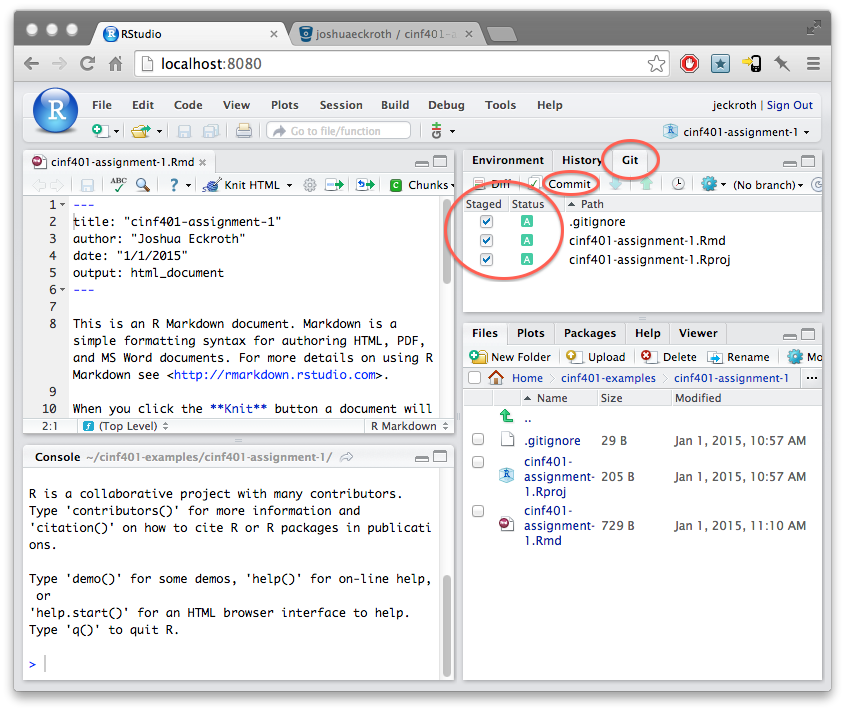 RStudio
joshuaeckroth / cinf401-a
localhost:8080
R
File Edit Code View Plots Session Build Debug Tools Help
jeckroth | Sign Out
Go to file/function
cinf401-assignment-1
cinf401-assignment-1.Rmd
ABC
? Knit HTML
C Chunks
1 ---
2 title: "cinf401-assignment-1"
3 author: "Joshua Eckroth"
4 date: "1/1/2015"
5 output: html_document
6 ---
7
8 This is an R Markdown document. Markdown is a
simple formatting syntax for authoring HTML, PDF,
and MS Word documents. For more details on using R
Markdown see <http://rmarkdown.rstudio.com>.
9
10 When you click the **Knit** button a document will
2:1 (Top Level) R Markdown
Console ~/cinf401-examples/cinf401-assignment-1/
R is a collaborative project with many contributors.
Type 'contributors()' for more information and
'citation()' on how to cite R or R packages in publicati
ons.
Type 'demo()' for some demos, 'help()' for on-line help,
or
'help.start()' for an HTML browser interface to help.
Type 'q()' to quit R.
>
Environment History Git
Diff Commit (No branch)
Staged Status Path
A .gitignore
A cinf401-assignment-1.Rmd
A cinf401-assignment-1.Rproj
Files Plots Packages Help Viewer
New Folder Upload Delete Rename Mo
Home cinf401-examples cinf401-assignment-1 ...
Name Size Modified
..
.gitignore 29 B Jan 1, 2015, 10:57 AM
cinf401-
assignment- 205 B Jan 1, 2015, 10:57 AM
1.Rproj
cinf401-
assignment- 729 B Jan 1, 2015, 11:10 AM
1.Rmd